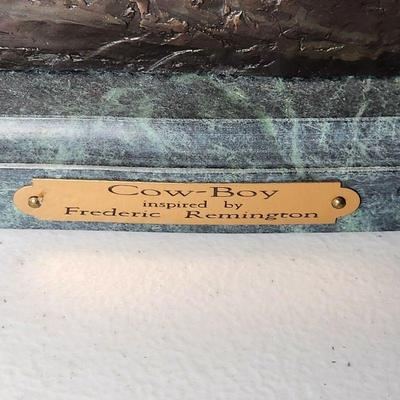 Cow-Boy
inspired by
Frederic Remington